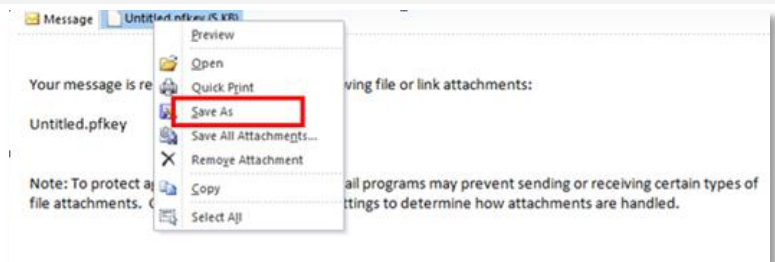 Message Untitled.pfkey (5 KB)
Preview
Open
Quick Print
Save As
Save All Attachments...
Remove Attachment
Copy
Select All
Your message is re ving file or link attachments:
Untitled.pfkey
Note: To protect ag ail programs may prevent sending or receiving certain types of
file attachments. ttings to determine how attachments are handled.